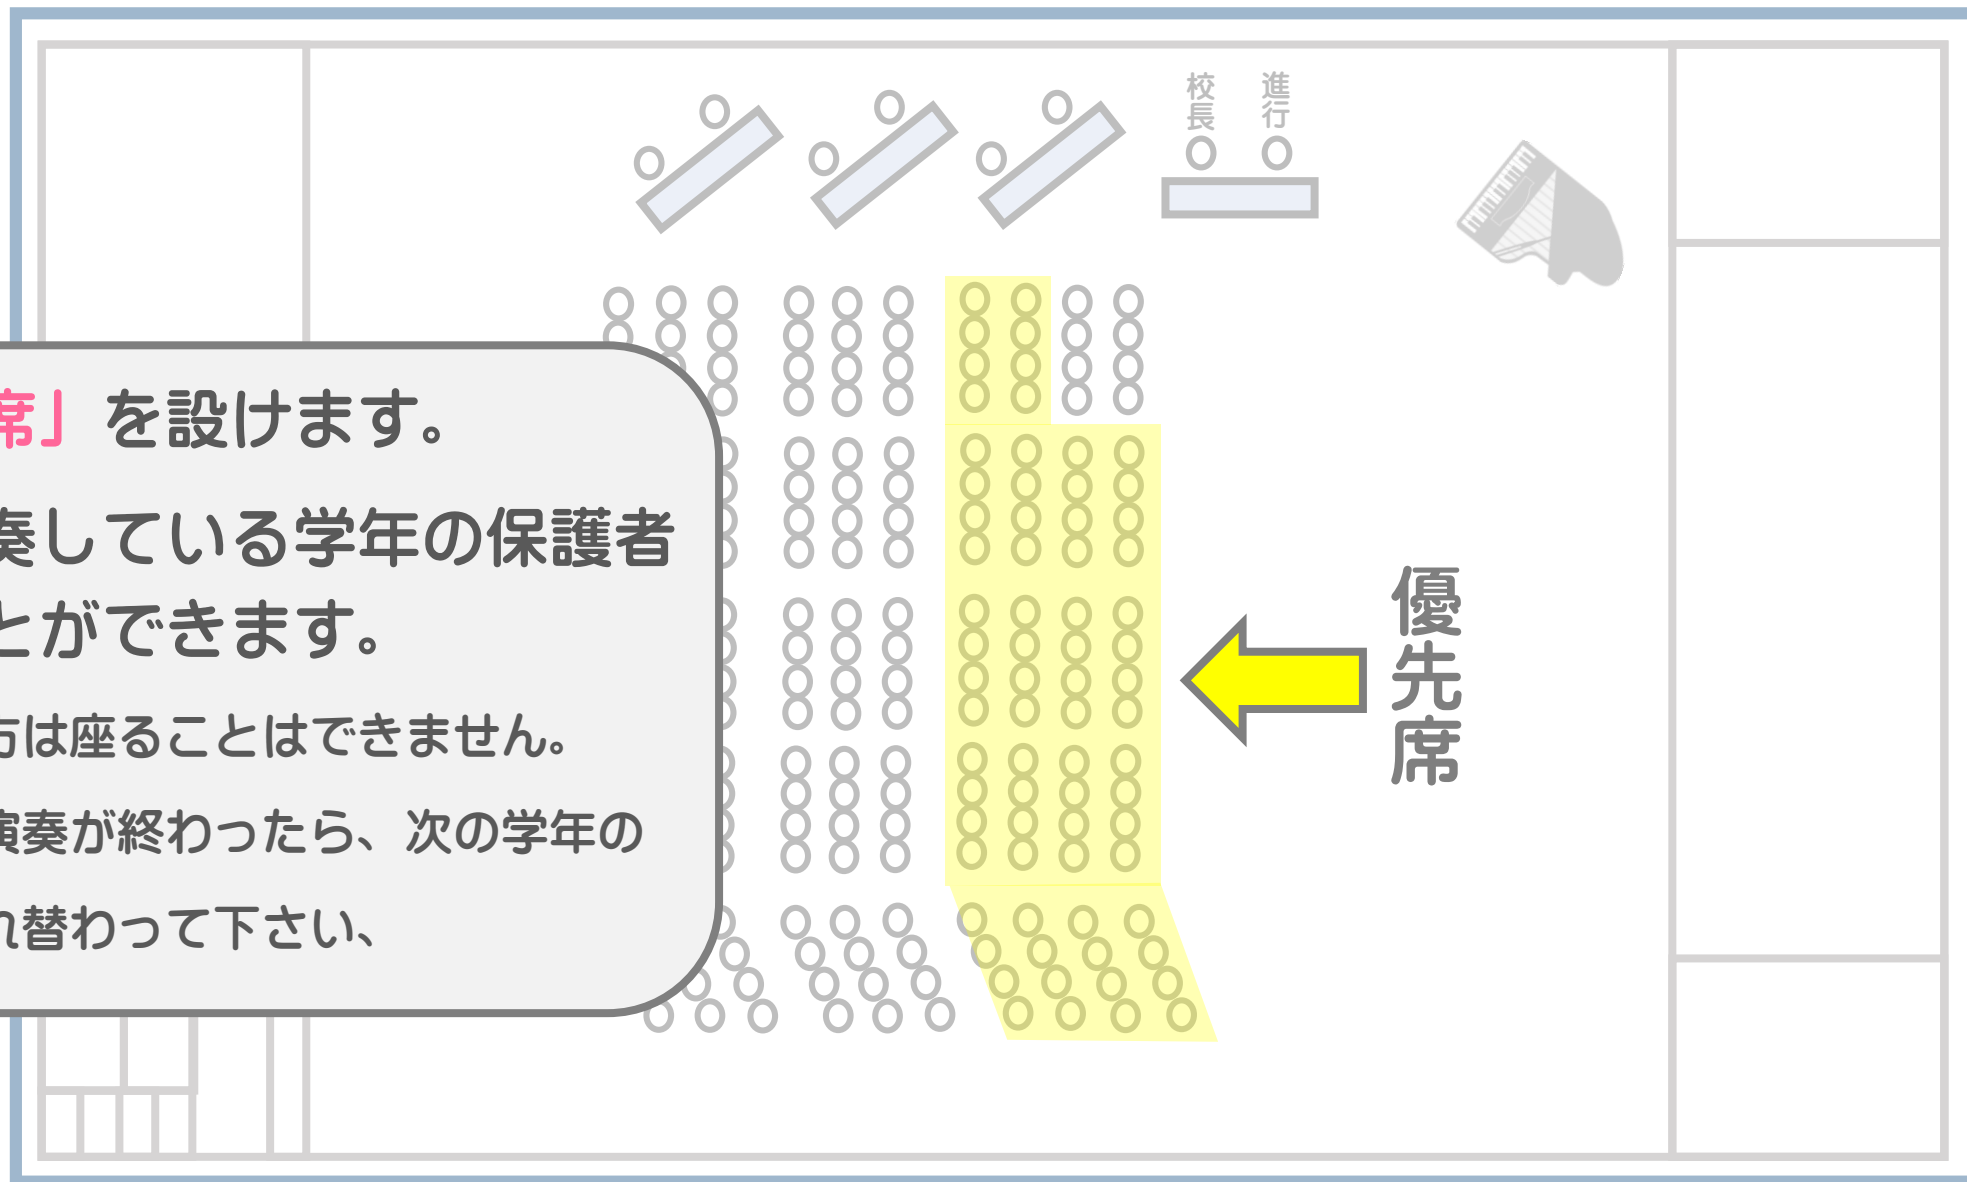 校長
進行
席」を設けます。
奏している学年の保護者
とができます。
方は座ることはできません。
演奏が終わったら、次の学年の
れ替わって下さい、
優先席